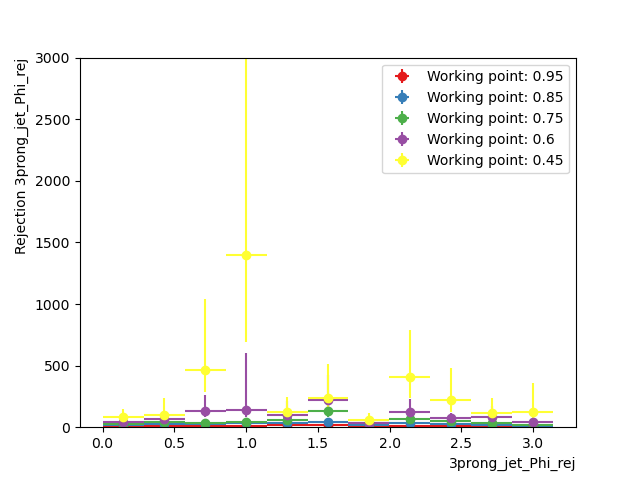 3000
2500
2000
1500
1000
500
0
Rejection 3prong_jet_Phi_rej
Working point: 0.95
Working point: 0.85
Working point: 0.75
Working point: 0.6
Working point: 0.45
0.0 0.5 1.0 1.5 2.0 2.5 3.0
3prong_jet_Phi_rej